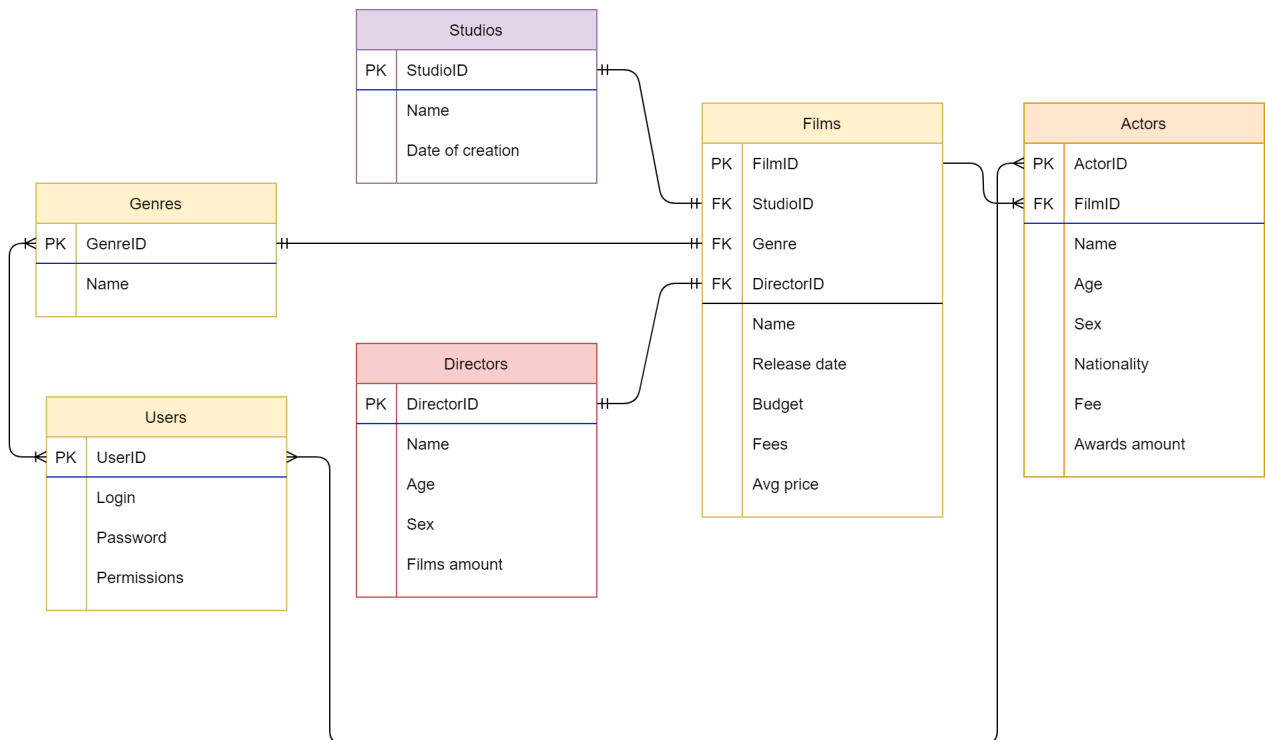 Studios
PK StudioID
Name
Date of creation
Films
PK FilmID
FK StudioID
FK Genre
FK DirectorID
Name
Release date
Budget
Fees
Avg price
Actors
PK ActorID
FK FilmID
Name
Age
Sex
Nationality
Fee
Awards amount
Genres
PK GenreID
Name
Directors
PK DirectorID
Name
Age
Sex
Films amount
Users
PK UserID
Login
Password
Permissions